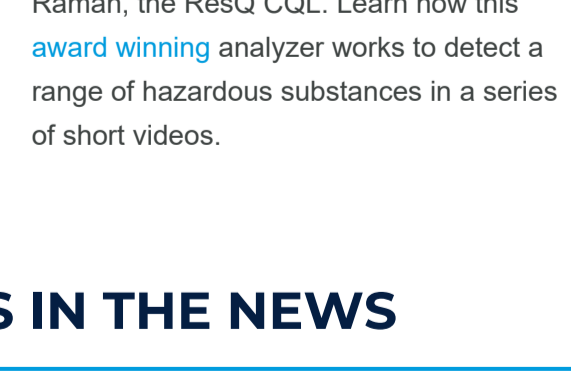 Raman, the ResQ CQL. Learn how this
award winning analyzer works to detect a
range of hazardous substances in a series
of short videos.
S IN THE NEWS